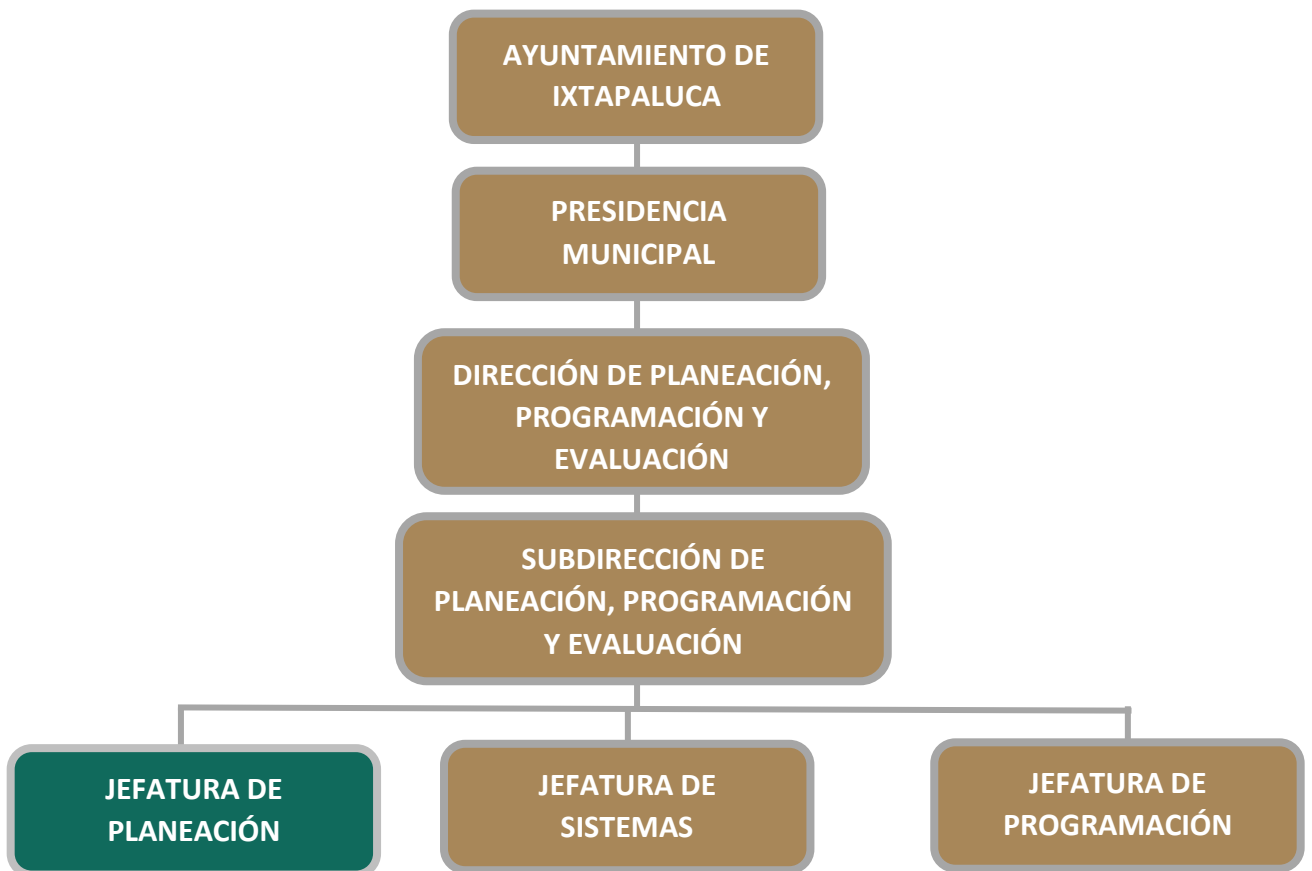 AYUNTAMIENTO DE
IXTAPALUCA
PRESIDENCIA
MUNICIPAL
DIRECCIÓN DE PLANEACIÓN,
PROGRAMACIÓN Y
EVALUACIÓN
SUBDIRECCIÓN DE
PLANEACIÓN, PROGRAMACIÓN
Y EVALUACIÓN
JEFATURA DE
PLANEACIÓN
JEFATURA DE
SISTEMAS
JEFATURA DE
PROGRAMACIÓN